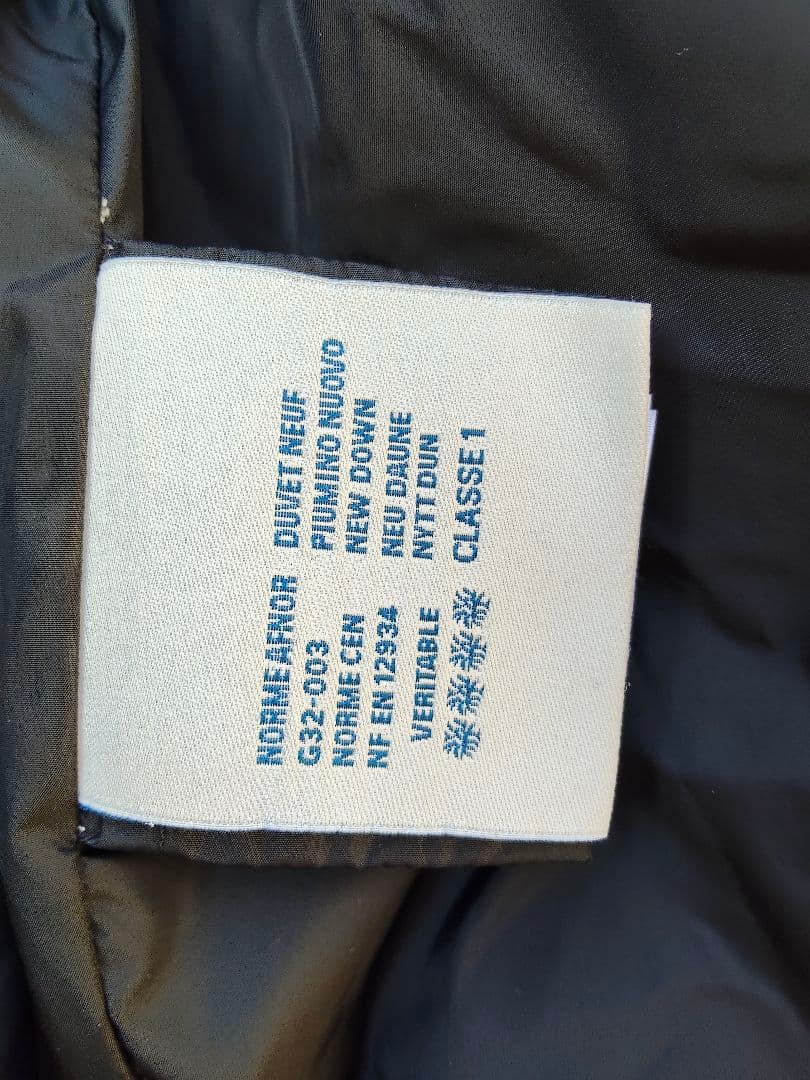 NORME AFNOR DUVET NEUF
G32-003 PIUMINO NUOVO
NORME CEN NEW DOWN
NF EN 12934 NEU DAUNE
VERITABLE NYTT DUN
CLASSE 1